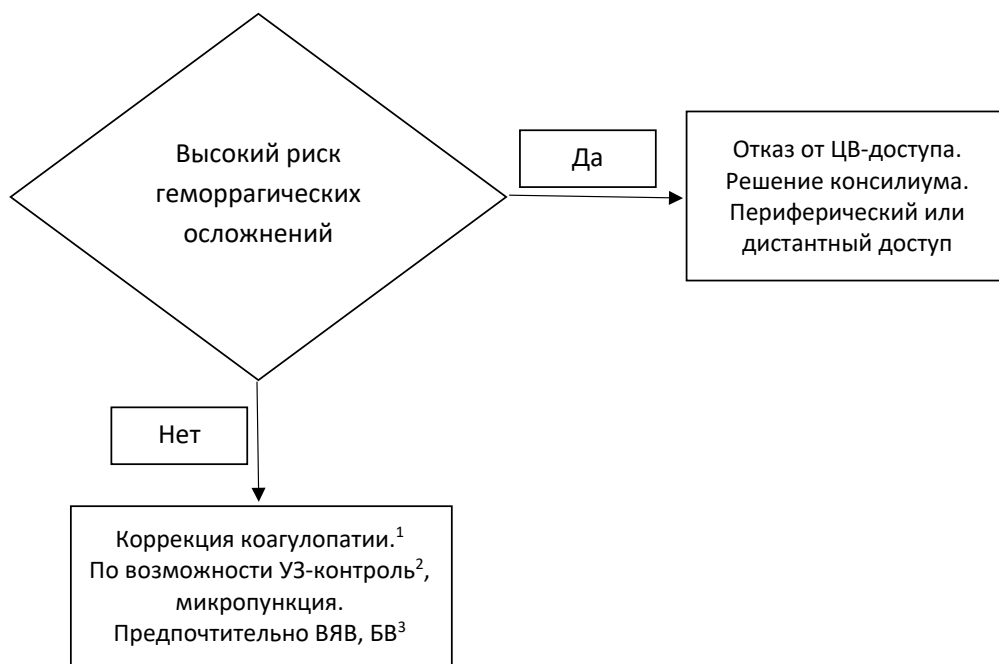 Высокий риск
геморрагических
осложнений
Да
Отказ от ЦВ-доступа.
Решение консилиума.
Периферический или
дистантный доступ
Нет
Коррекция коагулопатии.¹
По возможности УЗ-контроль²,
микропункция.
Предпочтительно ВЯВ, БВ³